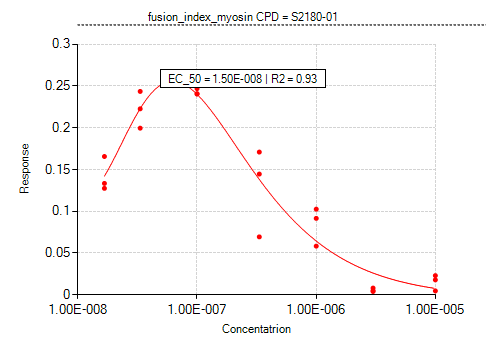 fusion_index_myosin CPD = S2180-01
0.3
EC_50 = 1.50E-008 | R2 = 0.93
0.25
0.2
0.15
0.1
0.05
0
Response
1.00E-008 1.00E-007 1.00E-006 1.00E-005
Concentatrion